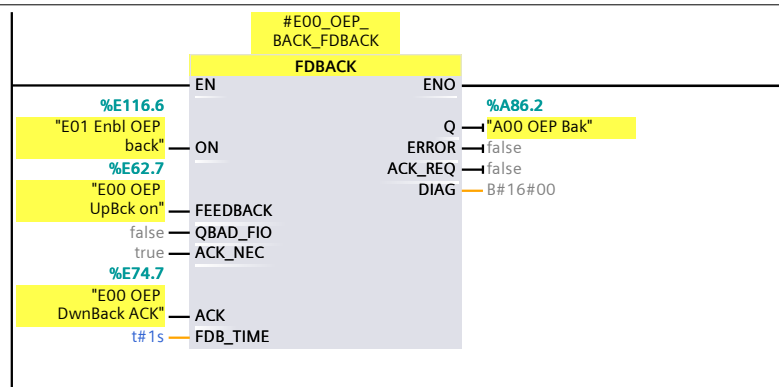 #E00_OEP_
BACK_FDBACK
FDBACK
EN ENO
%E116.6 %A86.2
"E01 Enbl OEP Q "A00 OEP Bak"
back" ON ERROR false
%E62.7 ACK_REQ false
"E00 OEP DIAG B#16#00
UpBck on" FEEDBACK
false QBAD_FIO
true ACK_NEC
%E74.7
"E00 OEP
DwnBack ACK" ACK
t#1s FDB_TIME